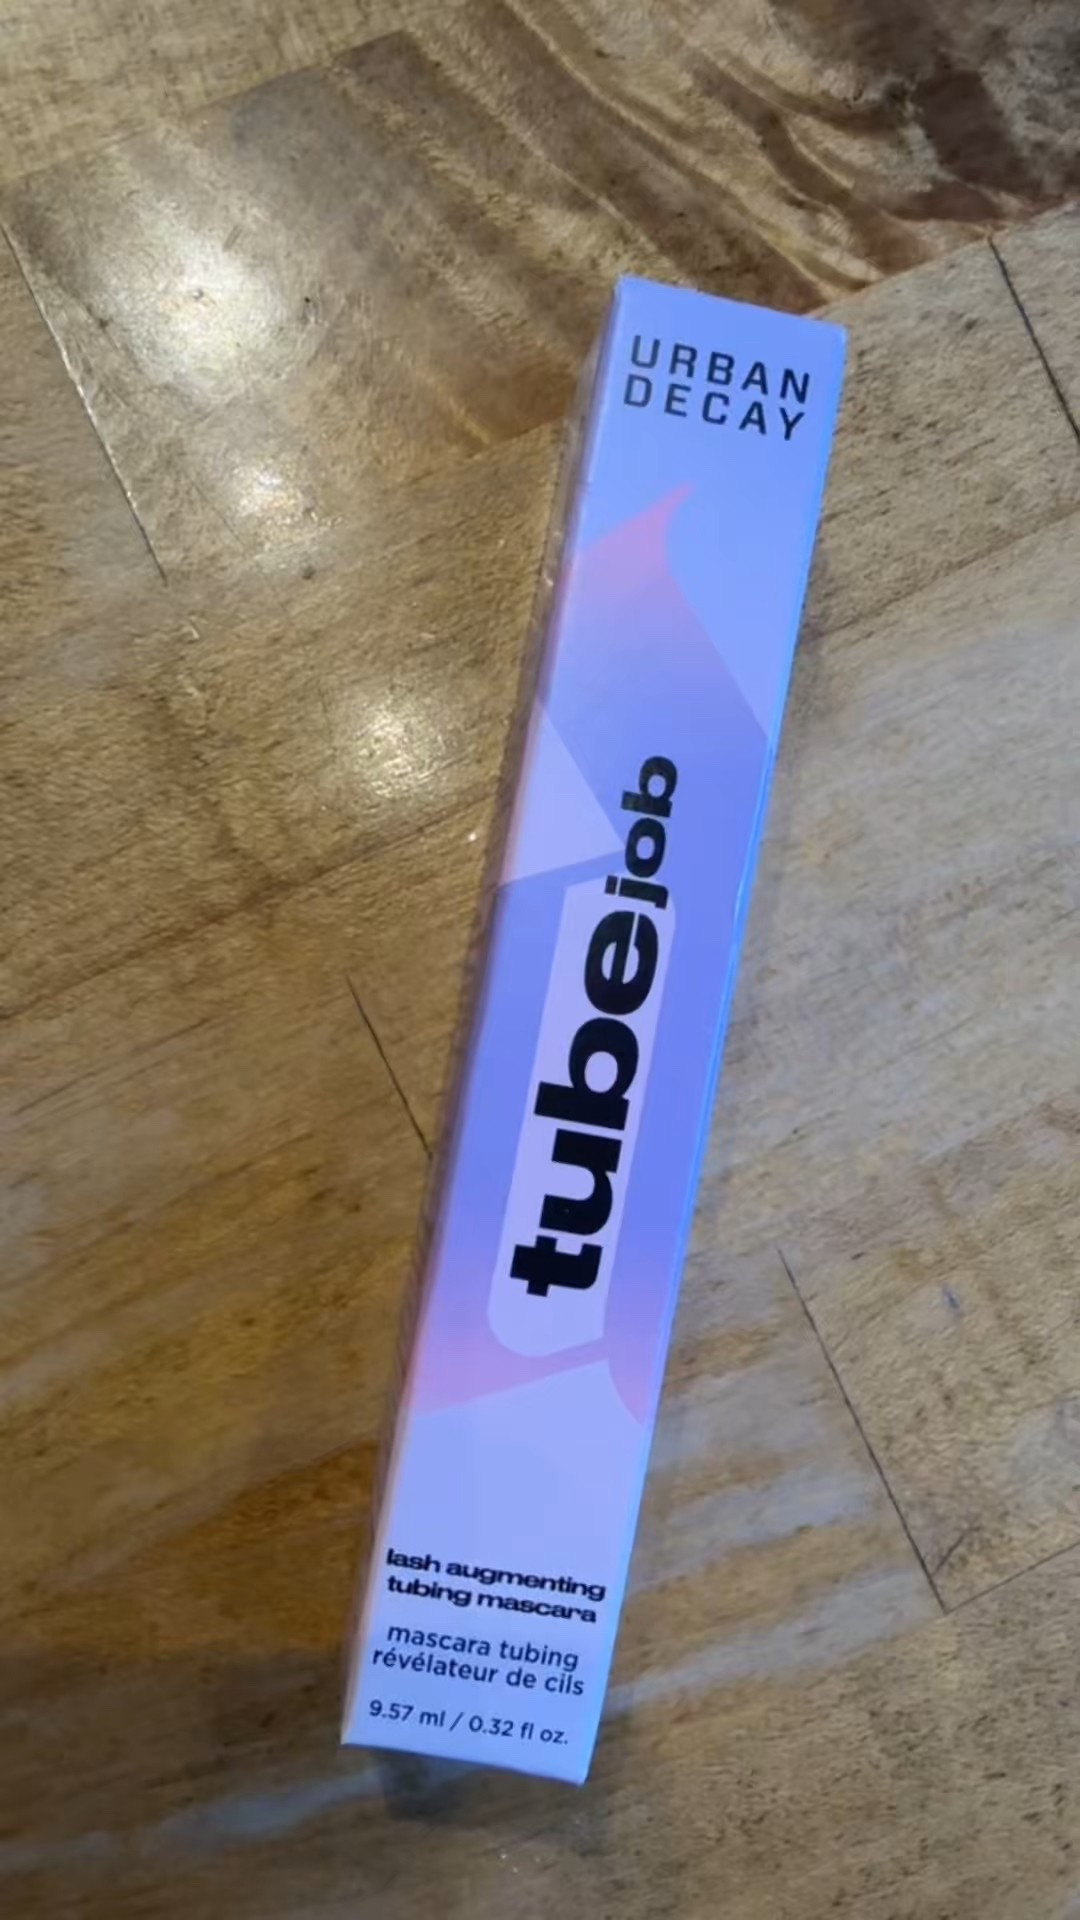 URBAN
DECAY
tubejob
lash augmenting
tubing mascara
mascara tubing
révélateur de cils
9.57 ml / 0.32 fl oz.